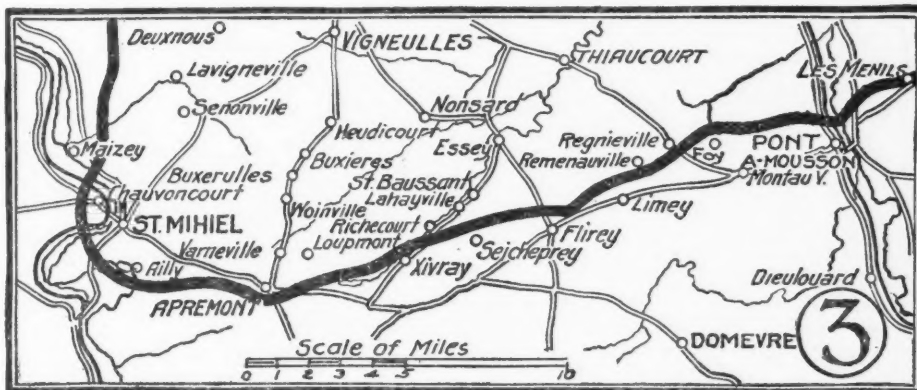 Deuxnous
VIGNEULLES
THIAUCOURT
LES MENILS
Lavigneville
Senonville
Nonsard
Heudicourt
Essey
Regnieville
PONT
A-MOUSSON
Maizey
Buxieres
Remenauville
Fey
Montau V.
Buxerulles
St. Baussant
Chauvoncourt
Lahayville
Woinville
Limey
ST. MIHIEL
Richecourt
Varneville
Loupmont
Seicheprey
Flirey
Ailly
Xivray
Dieulouard
APREMONT
3
Scale of Miles
DOMEVRE
0 1 2 3 4 5 10